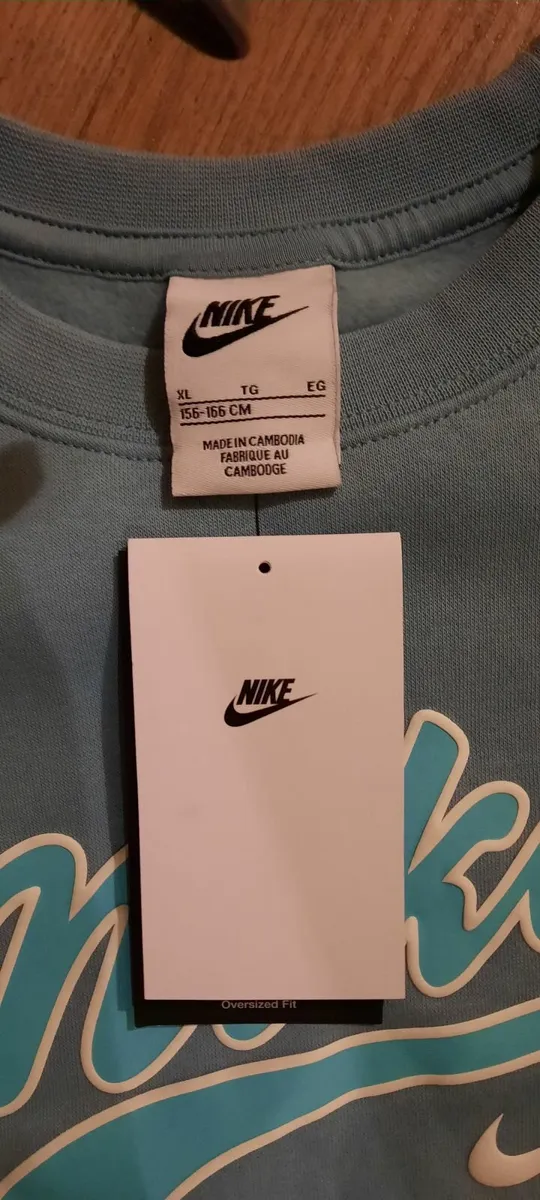 NIKE
XL TG EG
156-166 CM
MADE IN CAMBODIA
FABRIQUE AU
CAMBODGE
NIKE
Oversized Fit